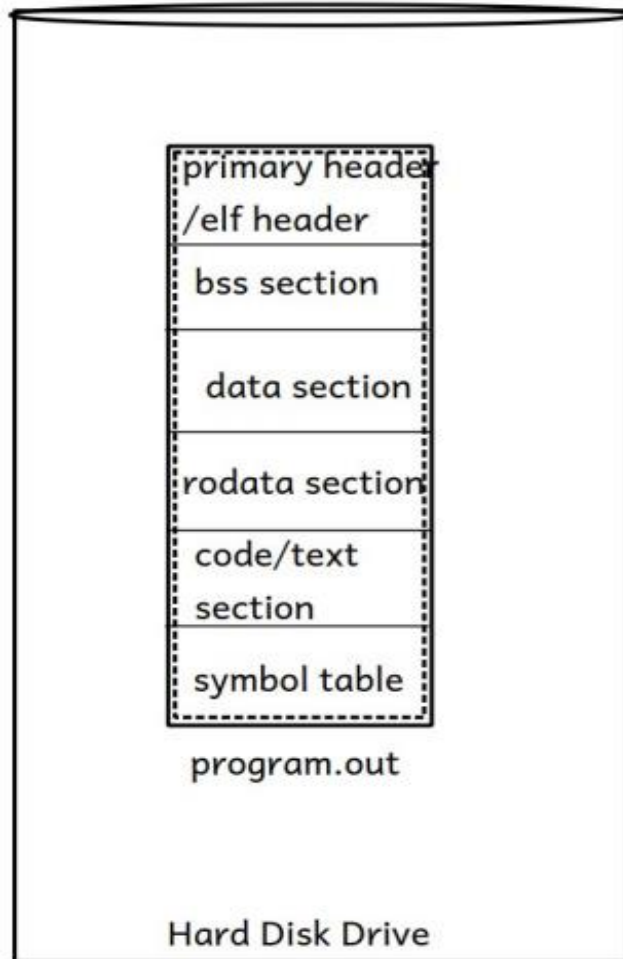 primary header
/elf header
bss section
data section
rodata section
code/text
section
symbol table
program.out
Hard Disk Drive